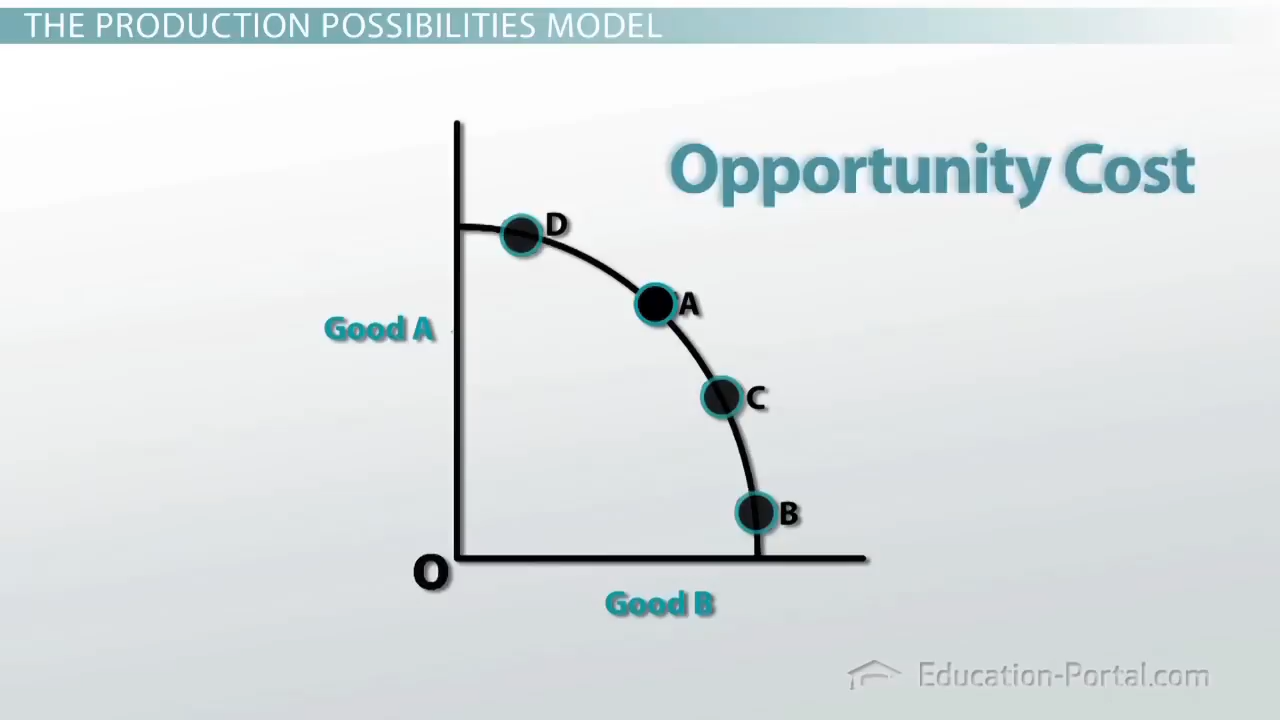 THE PRODUCTION POSSIBILITIES MODEL
Opportunity Cost
D
A
Good A
C
B
O
Good B
Education-Portal.com